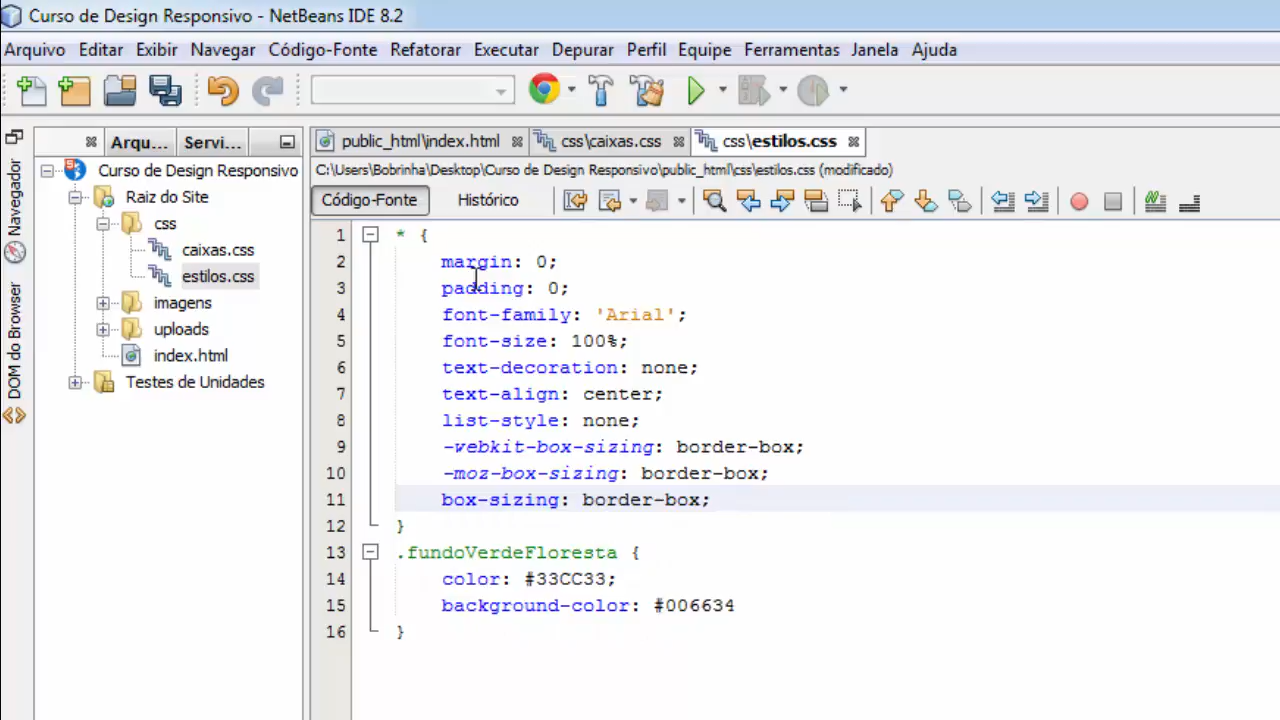 Curso de Design Responsivo - NetBeans IDE 8.2
Arquivo Editar Exibir Navegar Código-Fonte Refatorar Executar Depurar Perfil Equipe Ferramentas Janela Ajuda
Arqu... Servi...
public_html\index.html css\caixas.css css\estilos.css
C:\Users\Bobrinha\Desktop\Curso de Design Responsivo\public_html\css\estilos.css (modificado)
Código-Fonte Histórico
Navegador
DOM do Browser
Curso de Design Responsivo
Raiz do Site
css
caixas.css
estilos.css
imagens
uploads
index.html
Testes de Unidades
1 * {
2 margin: 0;
3 padding: 0;
4 font-family: 'Arial';
5 font-size: 100%;
6 text-decoration: none;
7 text-align: center;
8 list-style: none;
9 -webkit-box-sizing: border-box;
10 -moz-box-sizing: border-box;
11 box-sizing: border-box;
12 }
13 .fundoVerdeFloresta {
14 color: #33CC33;
15 background-color: #006634
16 }